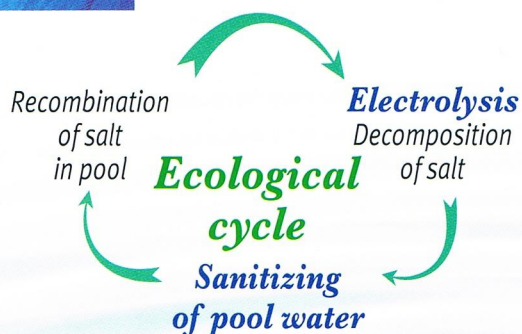 Recombination
of salt
in pool
Electrolysis
Decomposition
of salt
Ecological
cycle
Sanitizing
of pool water